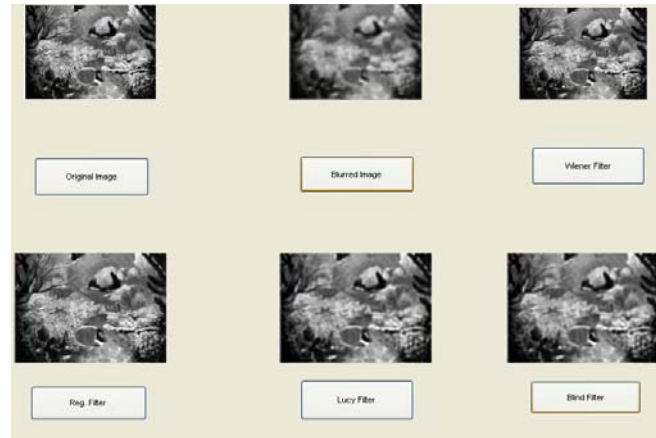 Original Image
Blurred Image
Wiener Filter
Reg. Filter
Lucy Filter
Blind Filter